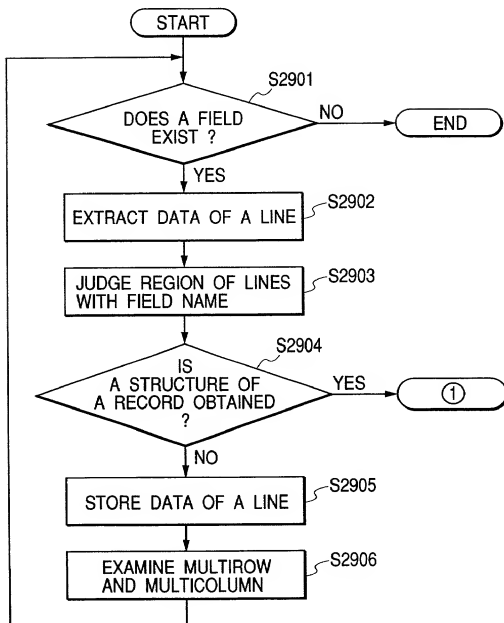 START
S2901
DOES A FIELD
EXIST ?
NO
END
YES
S2902
EXTRACT DATA OF A LINE
S2903
JUDGE REGION OF LINES
WITH FIELD NAME
S2904
IS
A STRUCTURE OF
A RECORD OBTAINED
?
YES
①
NO
S2905
STORE DATA OF A LINE
S2906
EXAMINE MULTIROW
AND MULTICOLUMN